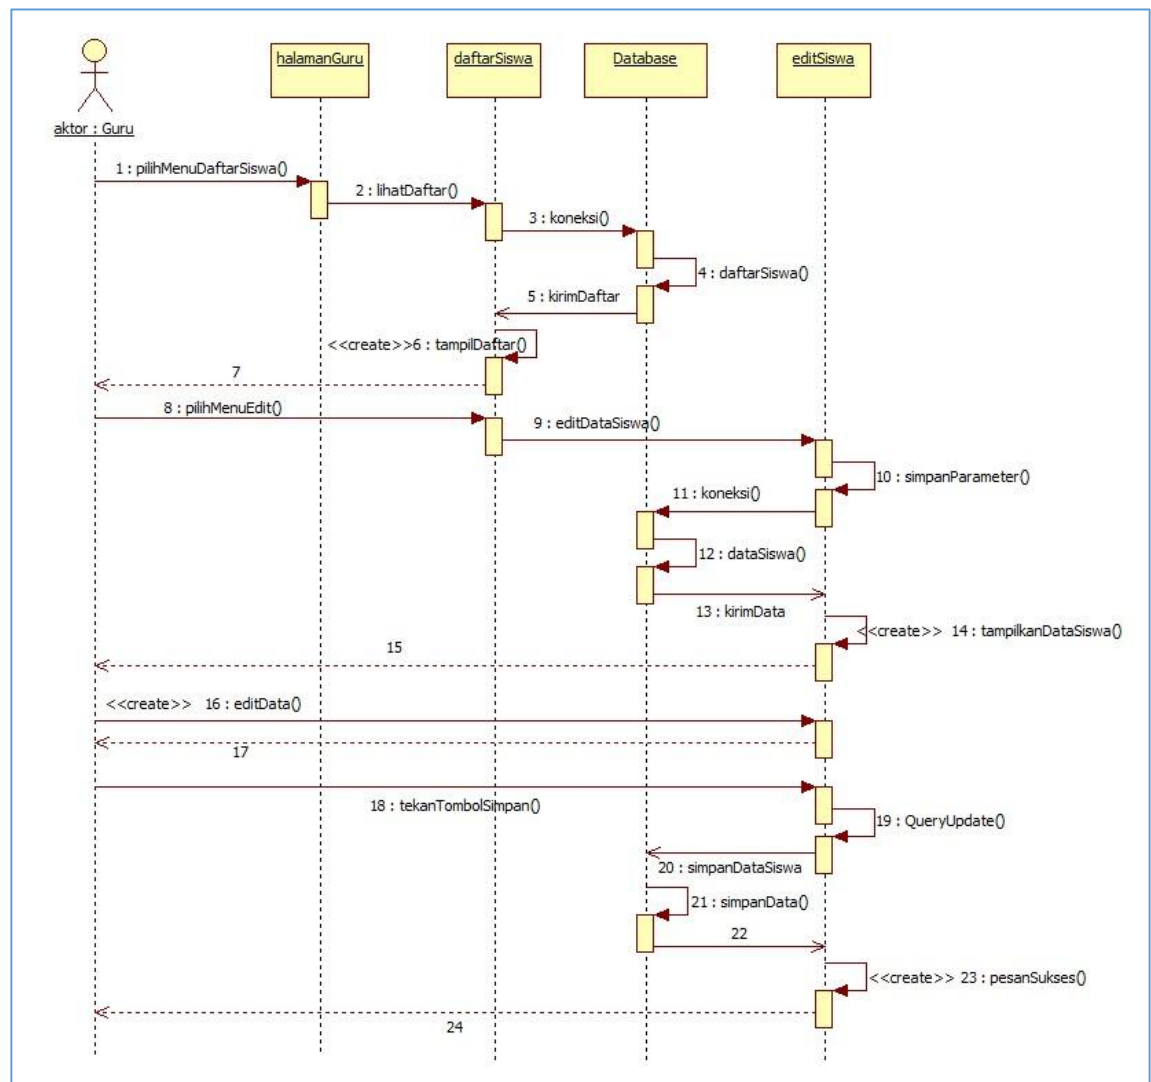 halamanGuru
daftarSiswa
Database
editSiswa
aktor : Guru
1 : pilihMenuDaftarSiswa()
2 : lihatDaftar()
3 : koneksi()
4 : daftarSiswa()
5 : kirimDaftar
<<create>>6 : tampilDaftar()
7
8 : pilihMenuEdit()
9 : editDataSiswa()
10 : simpanParameter()
11 : koneksi()
12 : dataSiswa()
13 : kirimData
<<create>> 14 : tampilkanDataSiswa()
15
<<create>> 16 : editData()
17
18 : tekanTombolSimpan()
19 : QueryUpdate()
20 : simpanDataSiswa
21 : simpanData()
22
<<create>> 23 : pesanSukses()
24